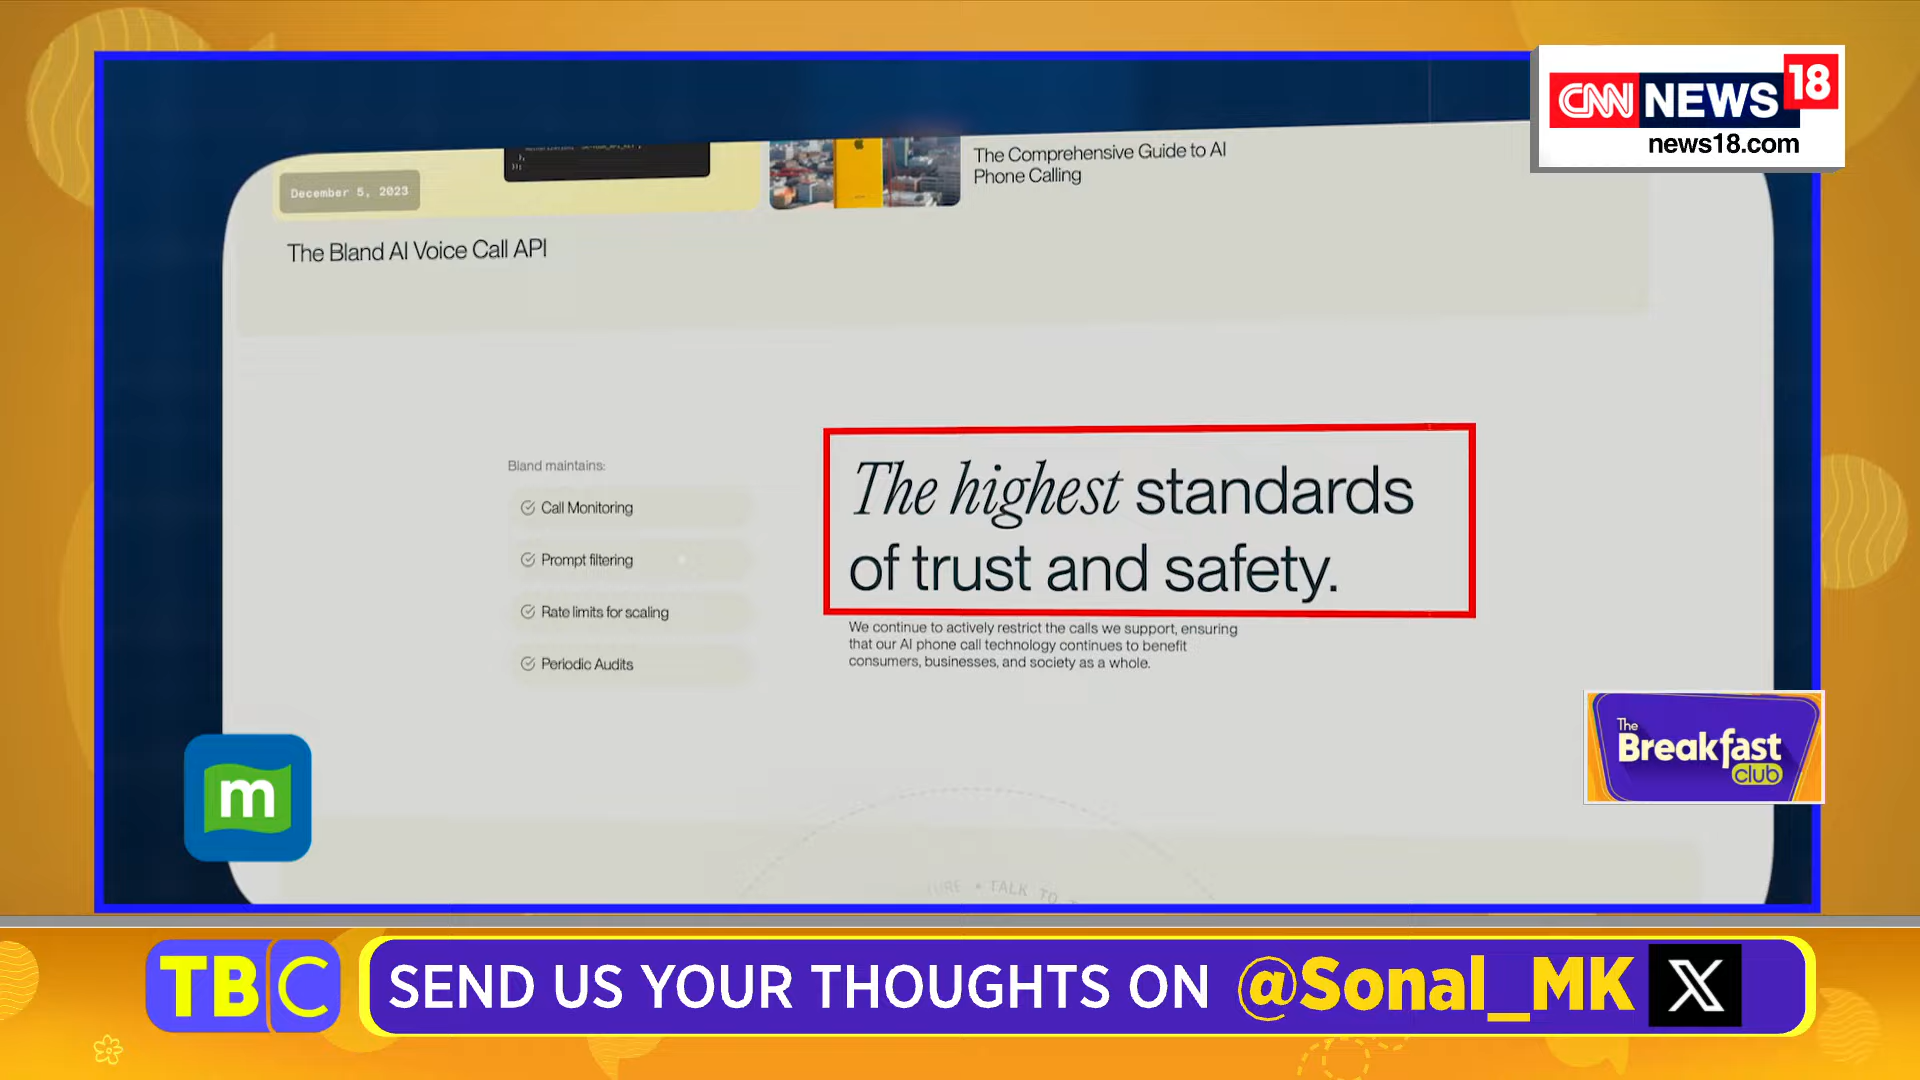 CNN NEWS 18
news18.com
December 5, 2023
The Bland AI Voice Call API
The Comprehensive Guide to AI
Phone Calling
Bland maintains:
Call Monitoring
Prompt filtering
Rate limits for scaling
Periodic Audits
The highest standards
of trust and safety.
We continue to actively restrict the calls we support, ensuring
that our AI phone call technology continues to benefit
consumers, businesses, and society as a whole.
m
The
Breakfast
club
TALK TO
TBC
SEND US YOUR THOUGHTS ON @Sonal_MK X